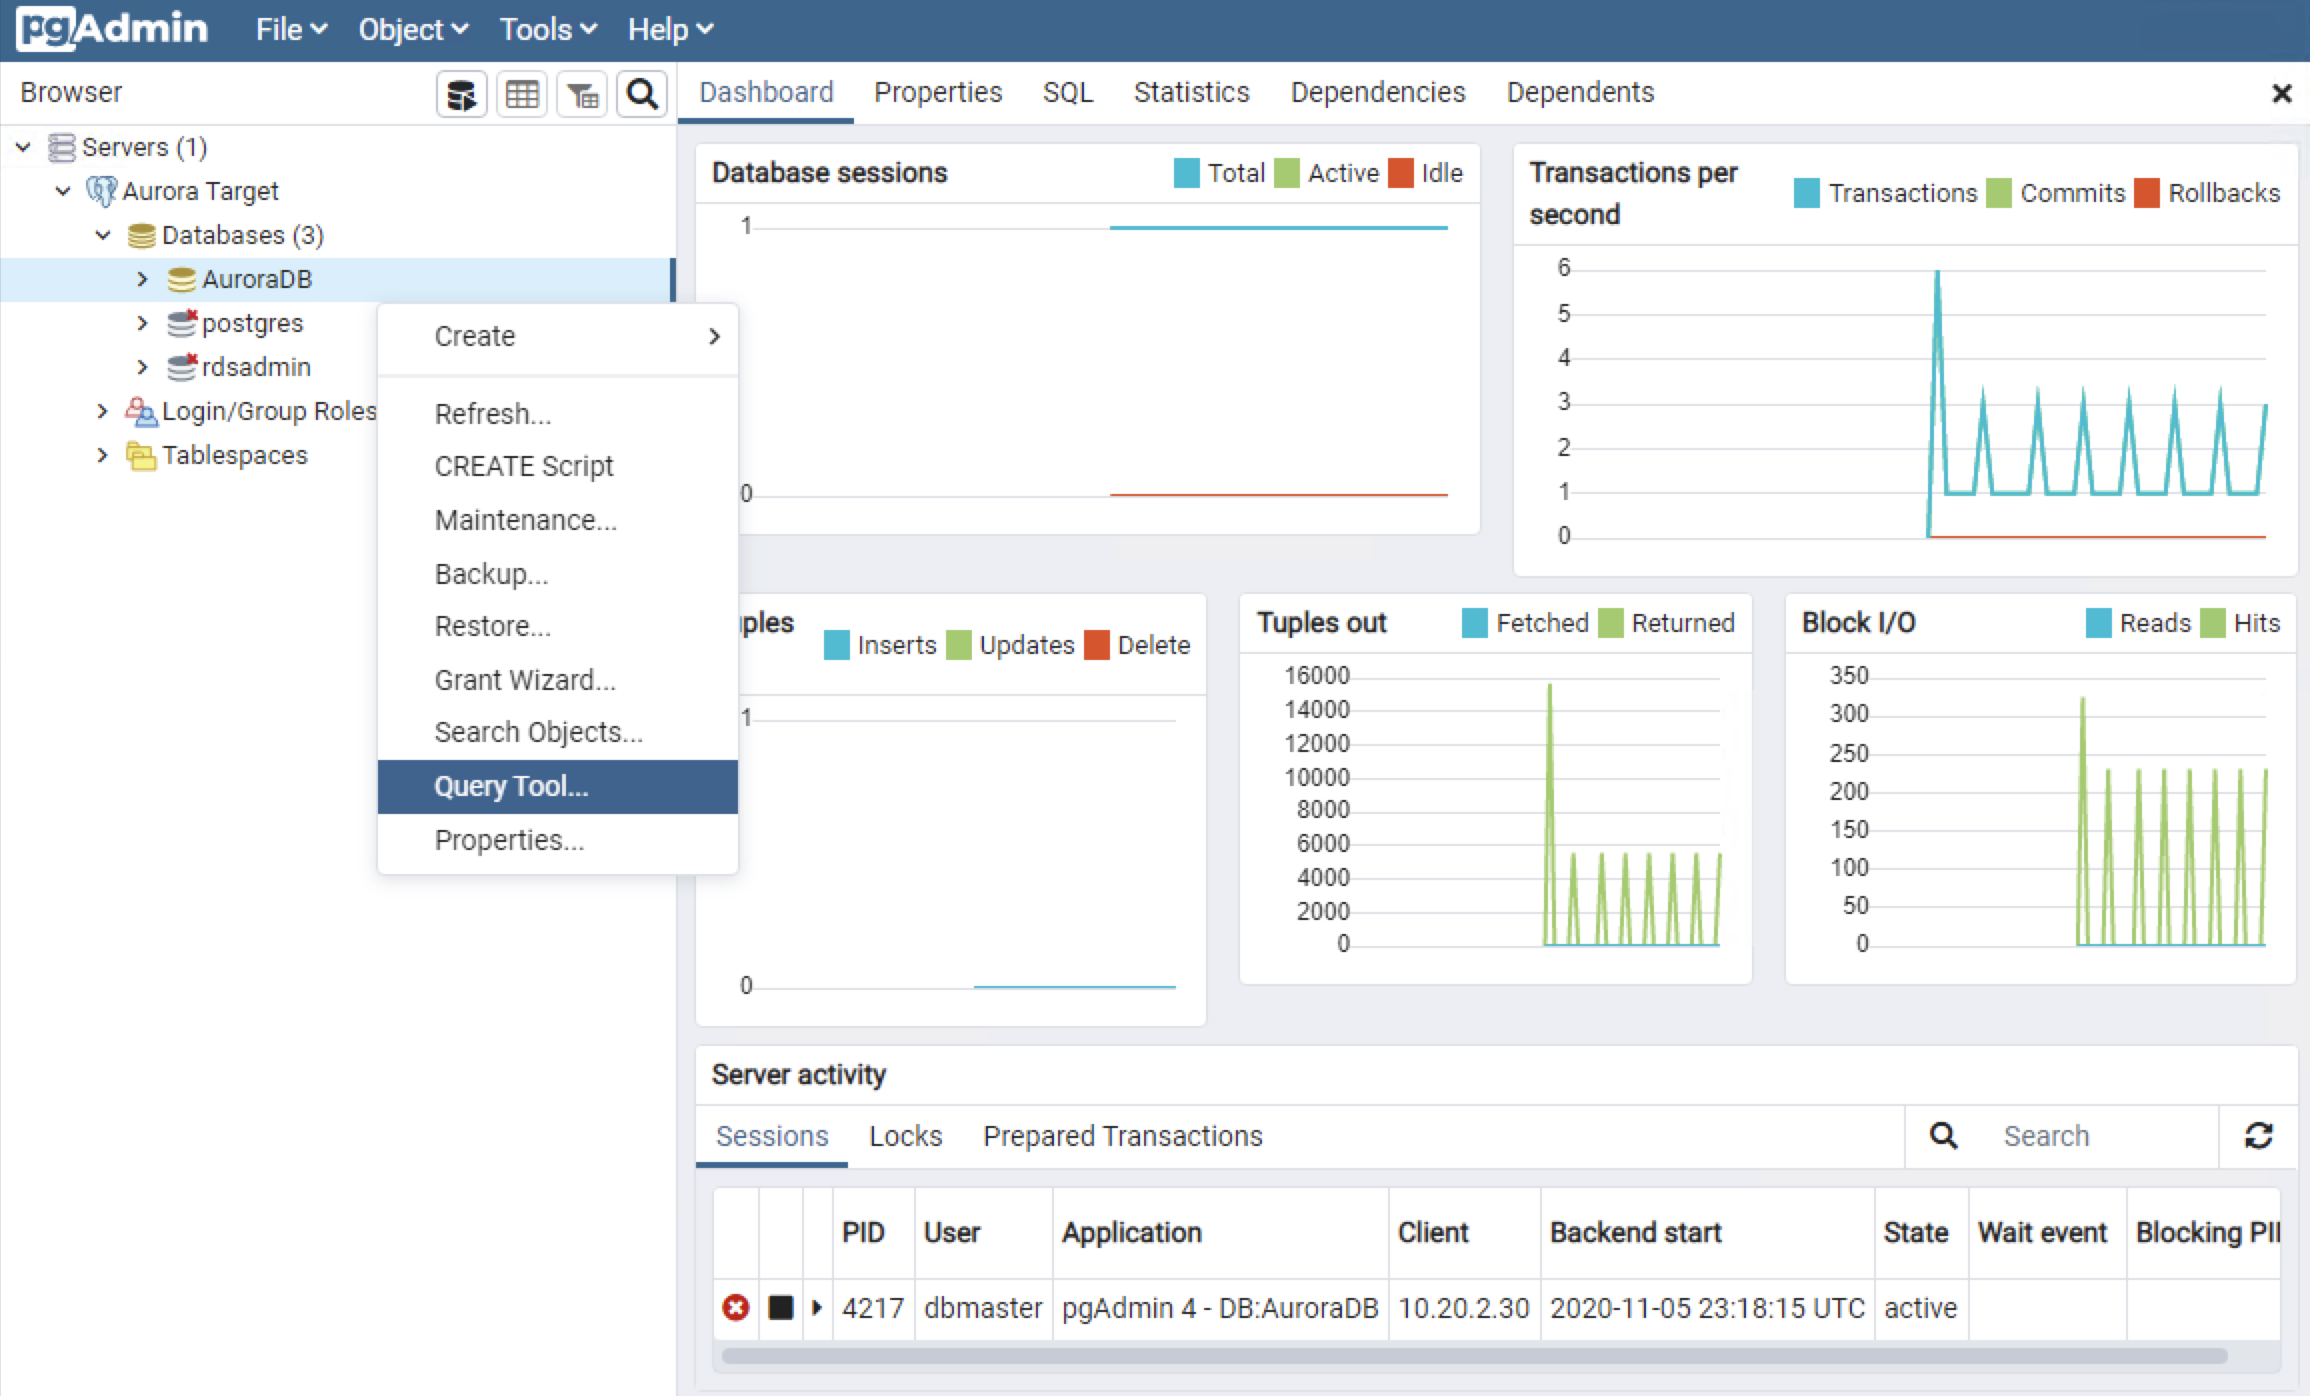 pgAdmin File Object Tools Help
Browser
Dashboard Properties SQL Statistics Dependencies Dependents
Servers (1)
Aurora Target
Databases (3)
AuroraDB
postgres
rdsadmin
Login/Group Roles
Tablespaces
Create
Refresh...
CREATE Script
Maintenance...
Backup...
Restore...
Grant Wizard...
Search Objects...
Query Tool...
Properties...
Database sessions
Total Active Idle
1
0
Transactions per
second
Transactions Commits Rollbacks
6
5
4
3
2
1
0
ples
Inserts Updates Delete
1
0
Tuples out
Fetched Returned
16000
14000
12000
10000
8000
6000
4000
2000
0
Block I/O
Reads Hits
350
300
250
200
150
100
50
0
Server activity
Sessions Locks Prepared Transactions
Search
PID User Application Client Backend start State Wait event Blocking PI
4217 dbmaster pgAdmin 4 - DB:AuroraDB 10.20.2.30 2020-11-05 23:18:15 UTC active